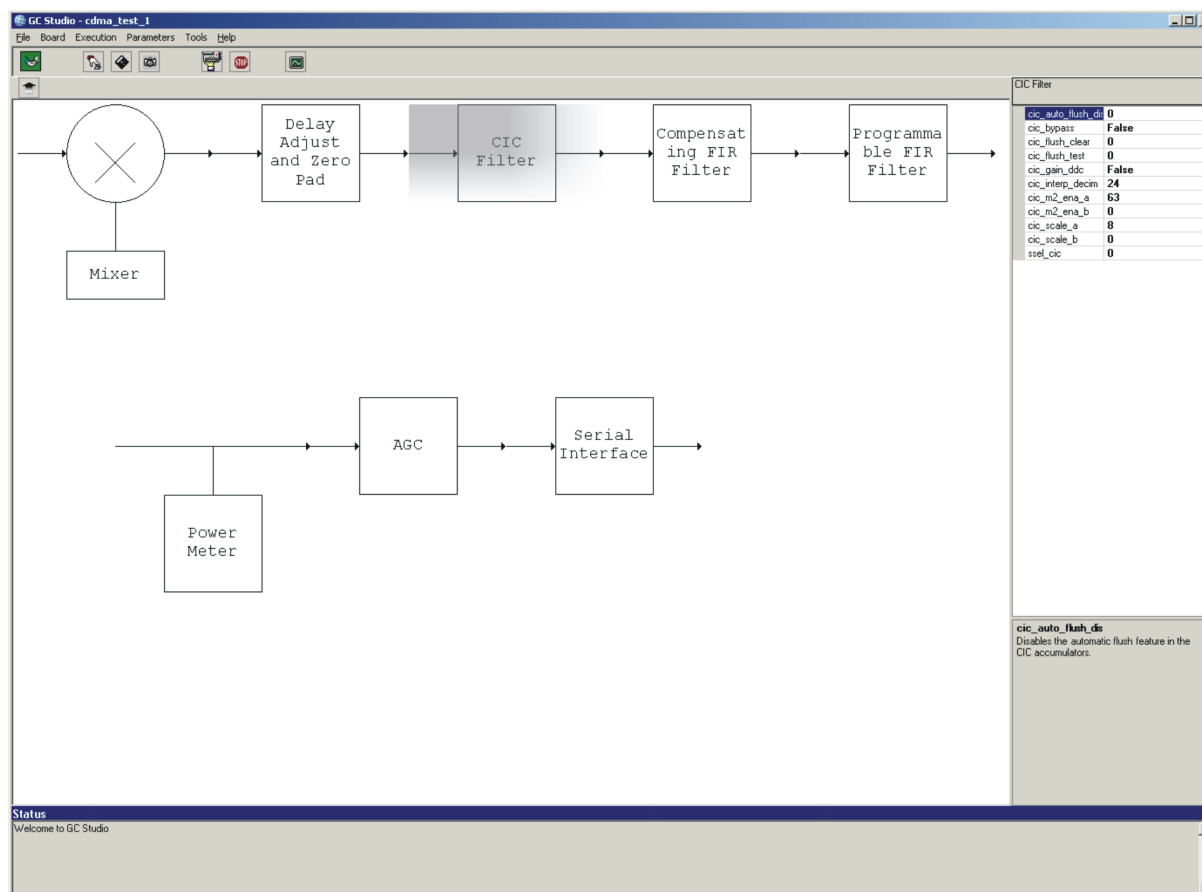 GC Studio - cdma_test_1
File Board Execution Parameters Tools Help
STOP
CIC Filter
cic_auto_flush_dis 0
cic_bypass False
cic_flush_clear 0
cic_flush_test 0
cic_gain_ddc False
cic_interp_decim 24
cic_m2_ena_a 63
cic_m2_ena_b 0
cic_scale_a 8
cic_scale_b 0
ssel_cic 0
Delay
Adjust
and Zero
Pad
CIC
Filter
Compensat
ing FIR
Filter
Programma
ble FIR
Filter
Mixer
AGC
Serial
Interface
Power
Meter
cic_auto_flush_dis
Disables the automatic flush feature in the
CIC accumulators.
Status
Welcome to GC Studio